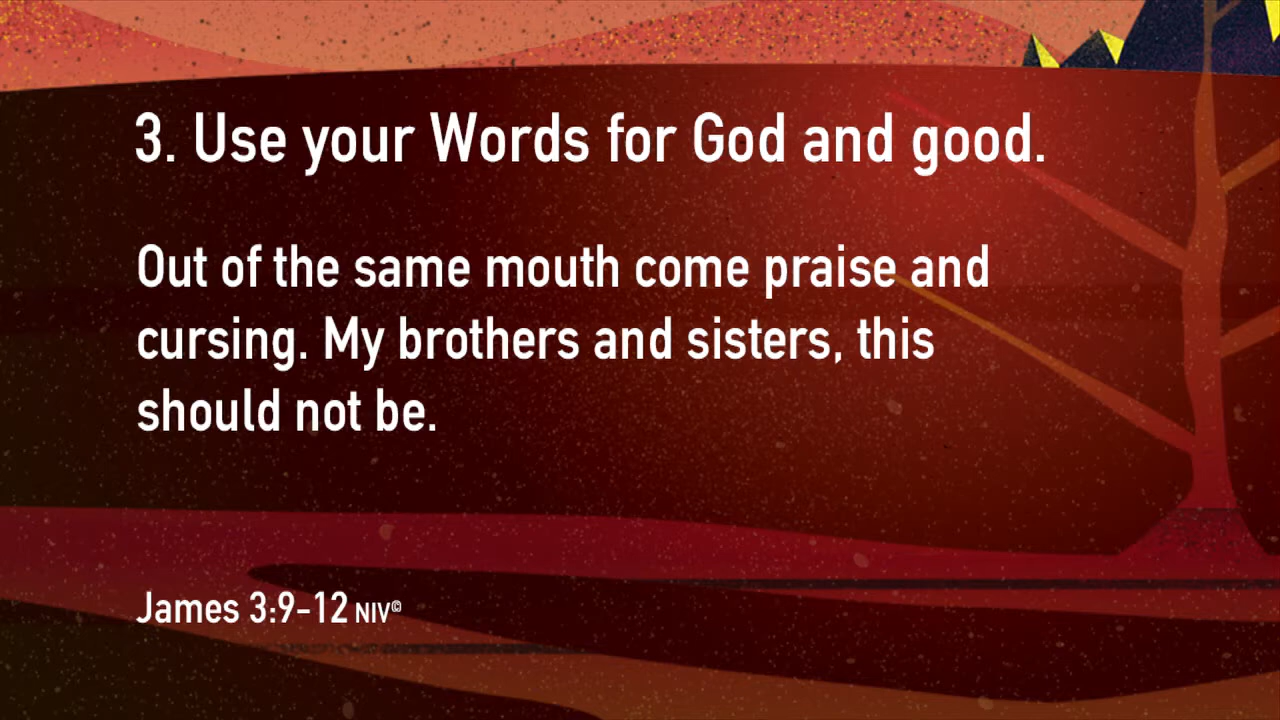 3. Use your Words for God and good.
Out of the same mouth come praise and
cursing. My brothers and sisters, this
should not be.
James 3:9-12 NIV©